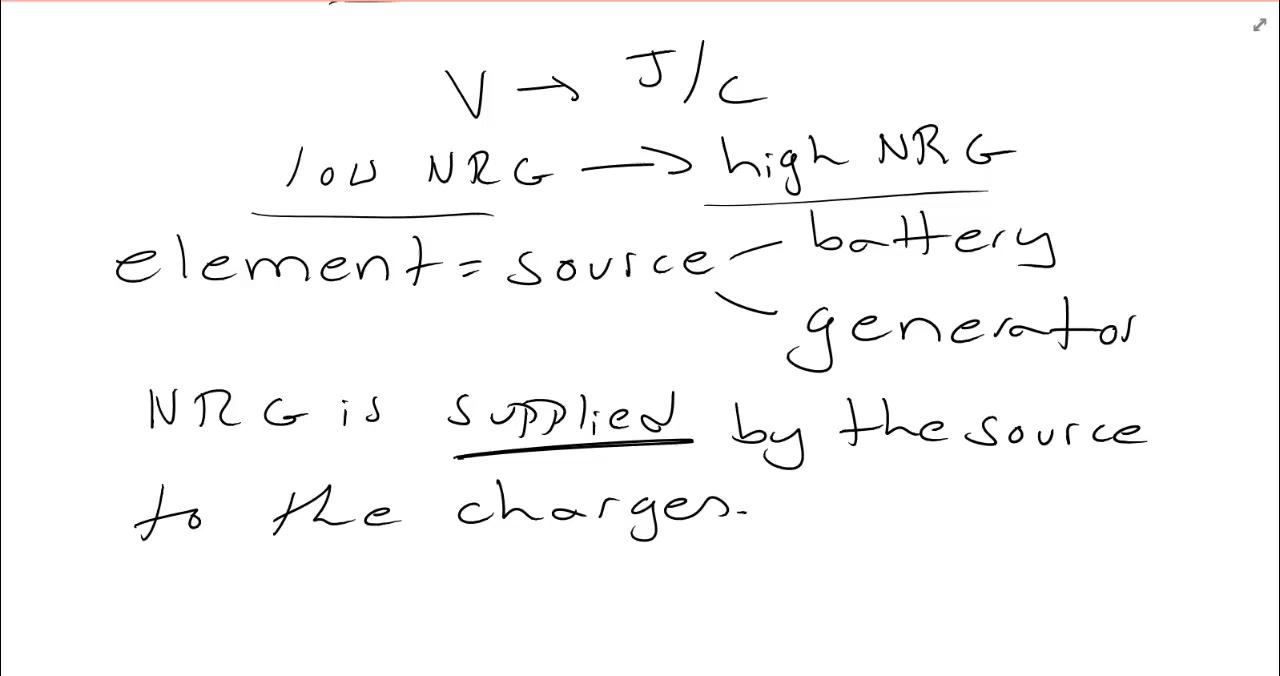 V → J/C
low NRG → high NRG
element = source battery
generator
NRG is supplied by the source
to the charges.